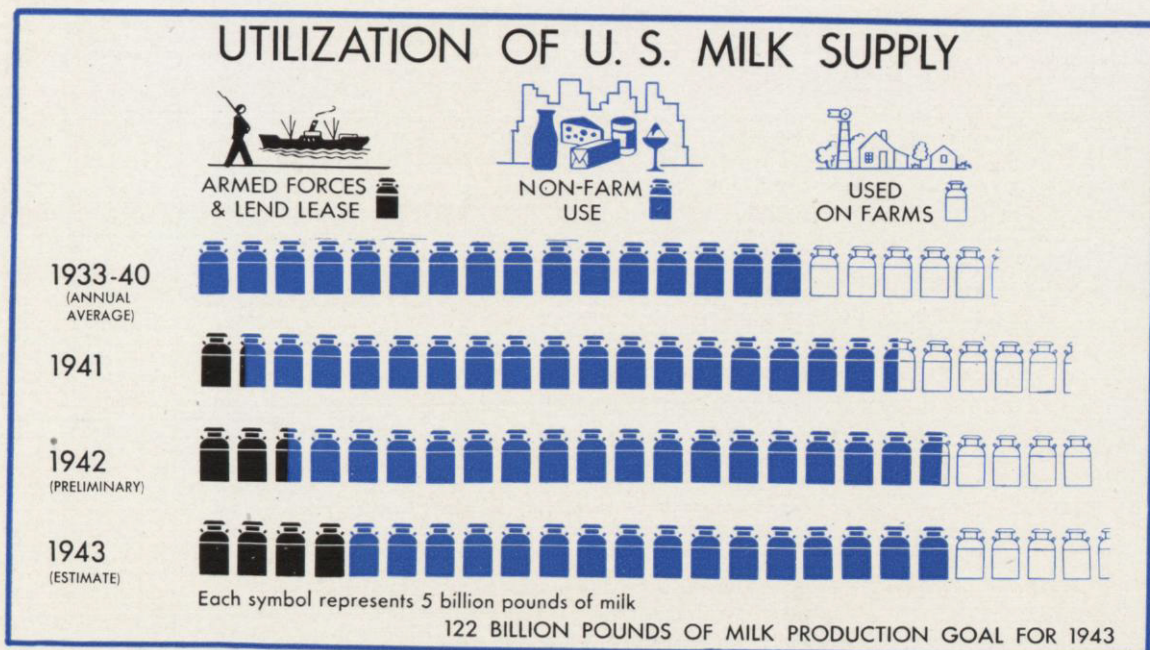 UTILIZATION OF U. S. MILK SUPPLY
ARMED FORCES
& LEND LEASE
NON-FARM
USE
USED
ON FARMS
1933-40
(ANNUAL
AVERAGE)
1941
1942
(PRELIMINARY)
1943
(ESTIMATE)
Each symbol represents 5 billion pounds of milk
122 BILLION POUNDS OF MILK PRODUCTION GOAL FOR 1943